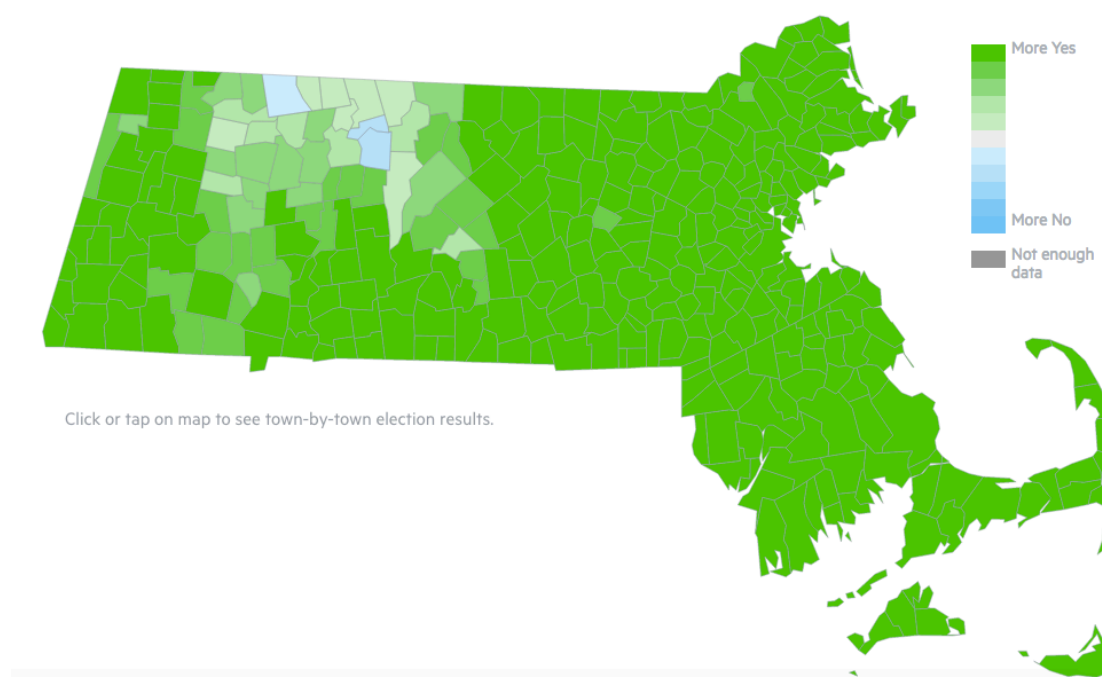 More Yes
More No
Not enough
data
Click or tap on map to see town-by-town election results.